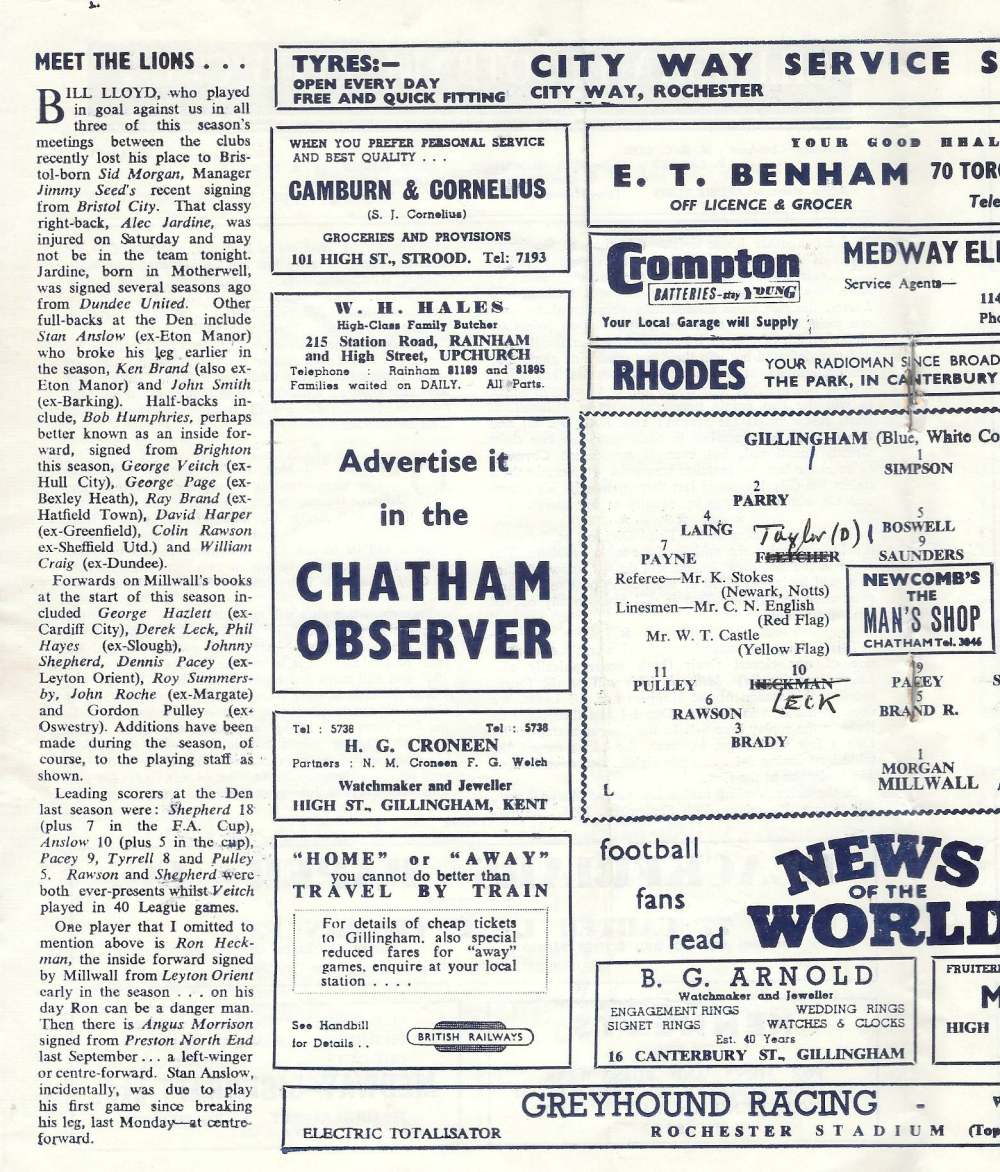 MEET THE LIONS . . .
BILL LLOYD, who played
in goal against us in all
three of this season's
meetings between the clubs
recently lost his place to Bris-
tol-born Sid Morgan, Manager
Jimmy Seed's recent signing
from Bristol City. That classy
right-back, Alec Jardine, was
injured on Saturday and may
not be in the team tonight.
Jardine, born in Motherwell,
was signed several seasons ago
from Dundee United. Other
full-backs at the Den include
Stan Anslow (ex-Eton Manor)
who broke his leg earlier in
the season, Ken Brand (also ex-
Eton Manor) and John Smith
(ex-Barking). Half-backs in-
clude, Bob Humphries, perhaps
better known as an inside for-
ward, signed from Brighton
this season, George Veitch (ex-
Hull City), George Page (ex-
Bexley Heath), Ray Brand (ex-
Hatfield Town), David Harper
(ex-Greenfield), Colin Rawson
ex-Sheffield Utd.) and William
Craig (ex-Dundee).
Forwards on Millwall's books
at the start of this season in-
cluded George Hazlett (ex-
Cardiff City), Derek Leck, Phil
Hayes (ex-Slough), Johnny
Shepherd, Dennis Pacey (ex-
Leyton Orient), Roy Summers-
by, John Roche (ex-Margate)
and Gordon Pulley (ex-
Oswestry). Additions have been
made during the season, of
course, to the playing staff as
shown.
Leading scorers at the Den
last season were: Shepherd 18
(plus 7 in the F.A. Cup),
Anslow 10 (plus 5 in the cup),
Pacey 9, Tyrrell 8 and Pulley
5. Rawson and Shepherd were
both ever-presents whilst Veitch
played in 40 League games.
One player that I omitted to
mention above is Ron Heck-
man, the inside forward signed
by Millwall from Leyton Orient
early in the season . . . on his
day Ron can be a danger man.
Then there is Angus Morrison
signed from Preston North End
last September . . . a left-winger
or centre-forward. Stan Anslow,
incidentally, was due to play
his first game since breaking
his leg, last Monday—at centre-
forward.
TYRES:—
OPEN EVERY DAY
FREE AND QUICK FITTING
CITY WAY SERVICE S
CITY WAY, ROCHESTER
WHEN YOU PREFER PERSONAL SERVICE
AND BEST QUALITY . . .
CAMBURN & CORNELIUS
(S. J. Cornelius)
GROCERIES AND PROVISIONS
101 HIGH ST., STROOD. Tel: 7193
W. H. HALES
High-Class Family Butcher
215 Station Road, RAINHAM
and High Street, UPCHURCH
Telephone : Rainham 81189 and 81895
Families waited on DAILY. All Parts.
Advertise it
in the
CHATHAM
OBSERVER
Tel : 5738 Tel : 5738
H. G. CRONEEN
Partners : N. M. Croneen F. G. Welch
Watchmaker and Jeweller
HIGH ST., GILLINGHAM, KENT
"HOME" or "AWAY"
you cannot do better than
TRAVEL BY TRAIN
For details of cheap tickets
to Gillingham, also special
reduced fares for "away"
games, enquire at your local
station . . . .
See Handbill
for Details . .
BRITISH RAILWAYS
YOUR GOOD HEAL
E. T. BENHAM 70 TOR
OFF LICENCE & GROCER Tele
Crompton
BATTERIES-stay YOUNG
Your Local Garage will Supply
MEDWAY EL
Service Agents—
114
Pho
RHODES
YOUR RADIOMAN SINCE BROAD
THE PARK, IN CANTERBURY
GILLINGHAM (Blue, White Co
1
SIMPSON
2
PARRY
4 5
LAING Taylor (D) BOSWELL
7 9
PAYNE FLETCHER SAUNDERS
Referee—Mr. K. Stokes
(Newark, Notts)
Linesmen—Mr. C. N. English
(Red Flag)
Mr. W. T. Castle
(Yellow Flag)
NEWCOMB'S
THE
MAN'S SHOP
CHATHAM Tel. 3046
11 10 9
PULLEY HECKMAN PACEY S
LECK
6 5
RAWSON BRAND R.
3
BRADY
1
MORGAN
L MILLWALL
football
fans
read
NEWS
OF THE
WORLD
B. G. ARNOLD
Watchmaker and Jeweller
ENGAGEMENT RINGS WEDDING RINGS
SIGNET RINGS WATCHES & CLOCKS
Est. 40 Years
16 CANTERBURY ST., GILLINGHAM
FRUITER
M
HIGH
GREYHOUND RACING -
ELECTRIC TOTALISATOR ROCHESTER STADIUM (Top